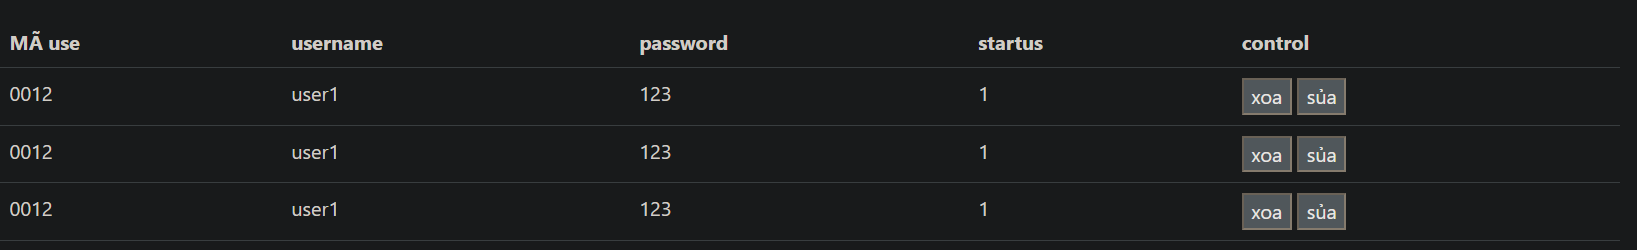 MÃ use username password startus control
0012 user1 123 1 xoa sủa
0012 user1 123 1 xoa sủa
0012 user1 123 1 xoa sủa